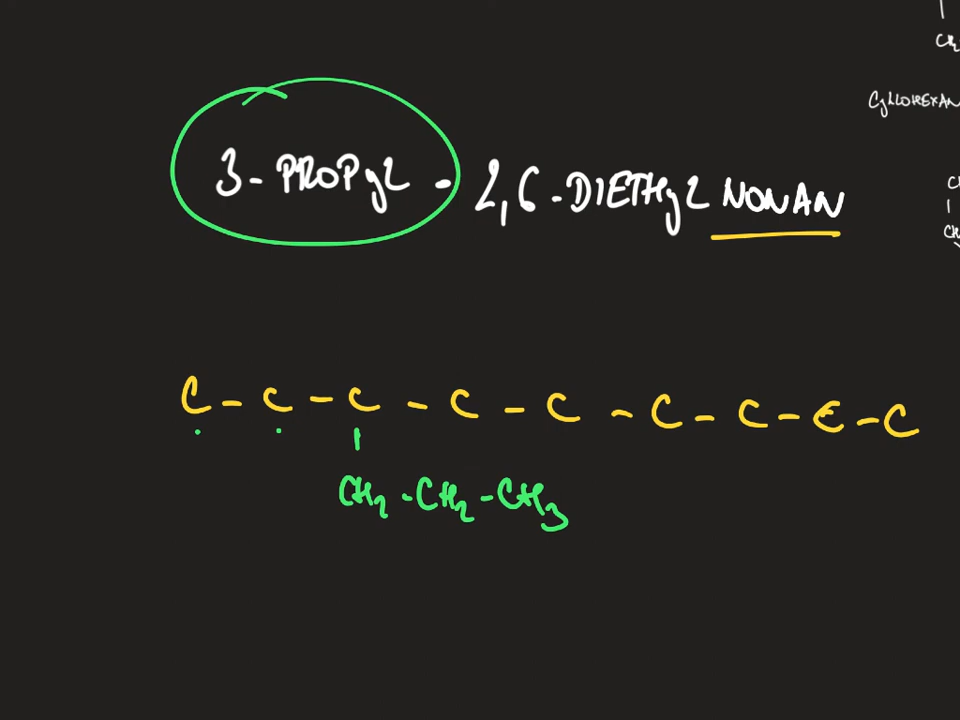 3-PROPYL - 2,6-DIETHYL NONAN
C - C - C - C - C - C - C - C - C
CH2-CH2-CH3